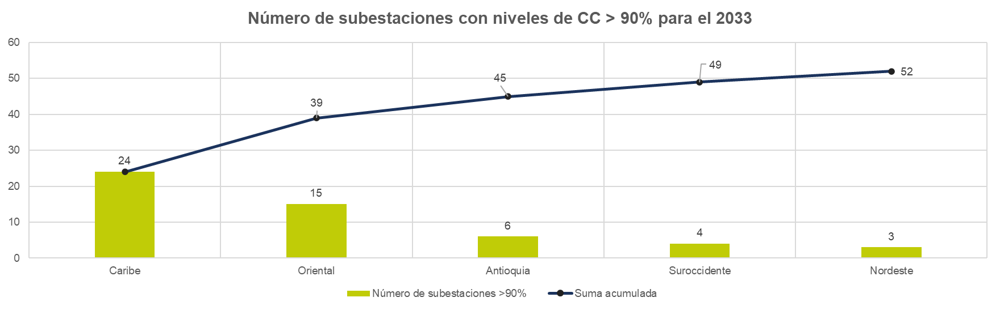 Número de subestaciones con niveles de CC > 90% para el 2033
60
50
40
30
20
10
0
24
39
45
49
52
15
6
4
3
Caribe
Oriental
Antioquia
Suroccidente
Nordeste
Número de subestaciones >90%
Suma acumulada